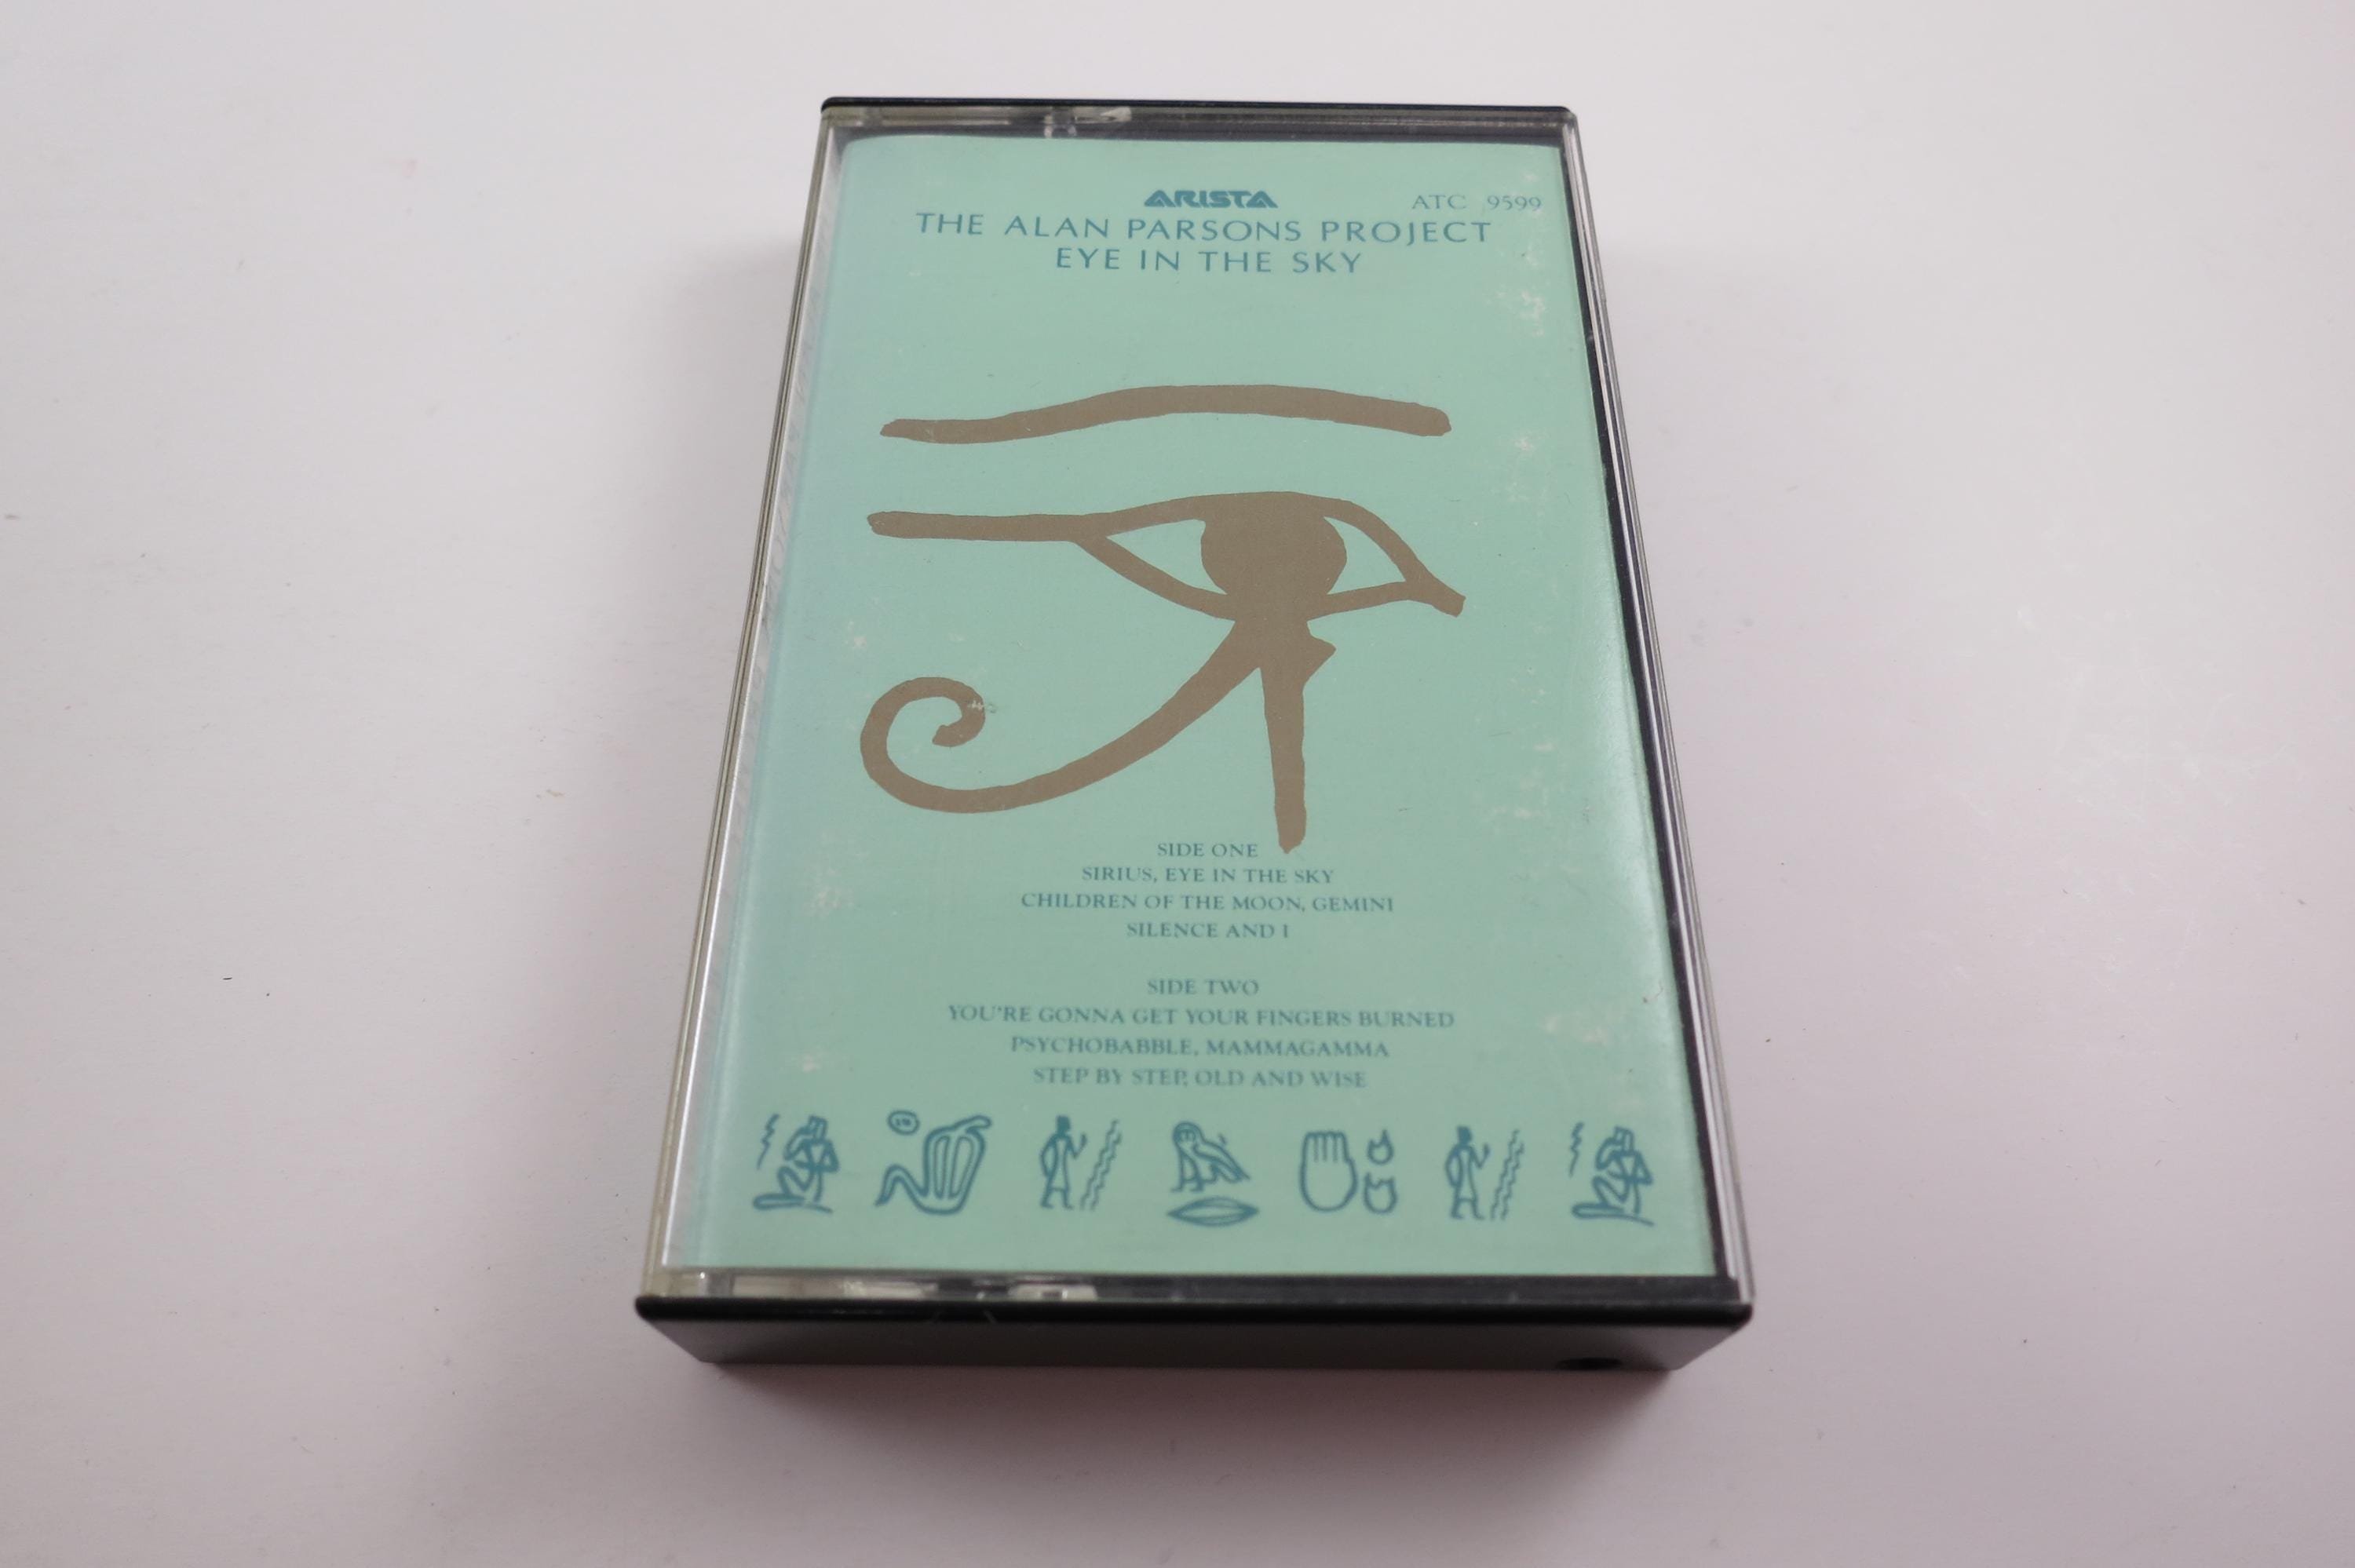 ARISTA ATC 9599
THE ALAN PARSONS PROJECT
EYE IN THE SKY
SIDE ONE
SIRIUS, EYE IN THE SKY
CHILDREN OF THE MOON, GEMINI
SILENCE AND I
SIDE TWO
YOU'RE GONNA GET YOUR FINGERS BURNED
PSYCHOBABBLE, MAMMAGAMMA
STEP BY STEP, OLD AND WISE